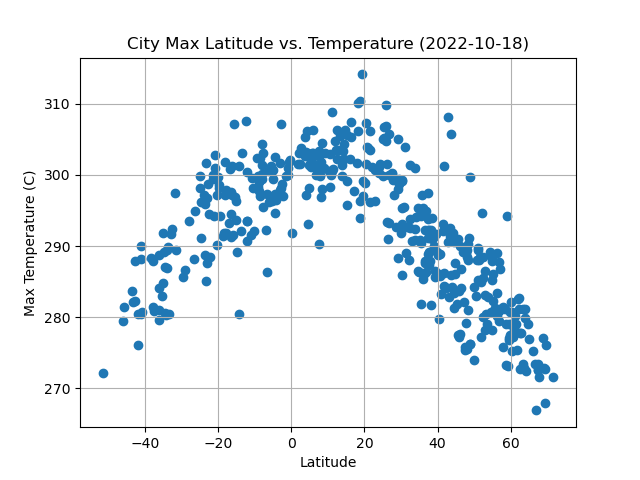 City Max Latitude vs. Temperature (2022-10-18)
Max Temperature (C)
310
300
290
280
270
−40 −20 0 20 40 60
Latitude